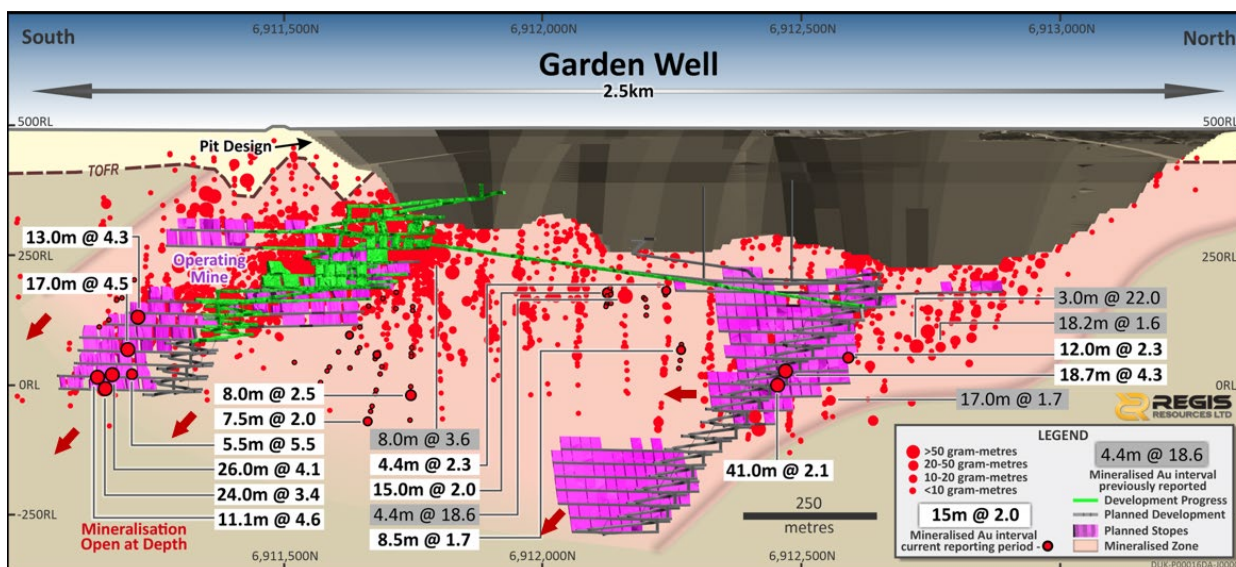 6,911,500N
6,912,000N
6,912,500N
6,913,000N
South
North
Garden Well
2.5km
500RL
500RL
Pit Design
TOFR
13.0m @ 4.3
Operating
Mine
17.0m @ 4.5
250RL
250RL
3.0m @ 22.0
18.2m @ 1.6
12.0m @ 2.3
18.7m @ 4.3
0RL
0RL
17.0m @ 1.7
8.0m @ 2.5
7.5m @ 2.0
5.5m @ 5.5
26.0m @ 4.1
24.0m @ 3.4
11.1m @ 4.6
8.0m @ 3.6
4.4m @ 2.3
15.0m @ 2.0
4.4m @ 18.6
8.5m @ 1.7
41.0m @ 2.1
-250RL
Mineralisation
Open at Depth
250
metres
REGIS
RESOURCES LTD
LEGEND
>50 gram-metres
20-50 gram-metres
10-20 gram-metres
<10 gram-metres
15m @ 2.0
Mineralised Au interval
current reporting period -
4.4m @ 18.6
Mineralised Au interval
previously reported
Development Progress
Planned Development
Planned Stopes
Mineralised Zone
6,911,500N
6,912,000N
6,912,500N